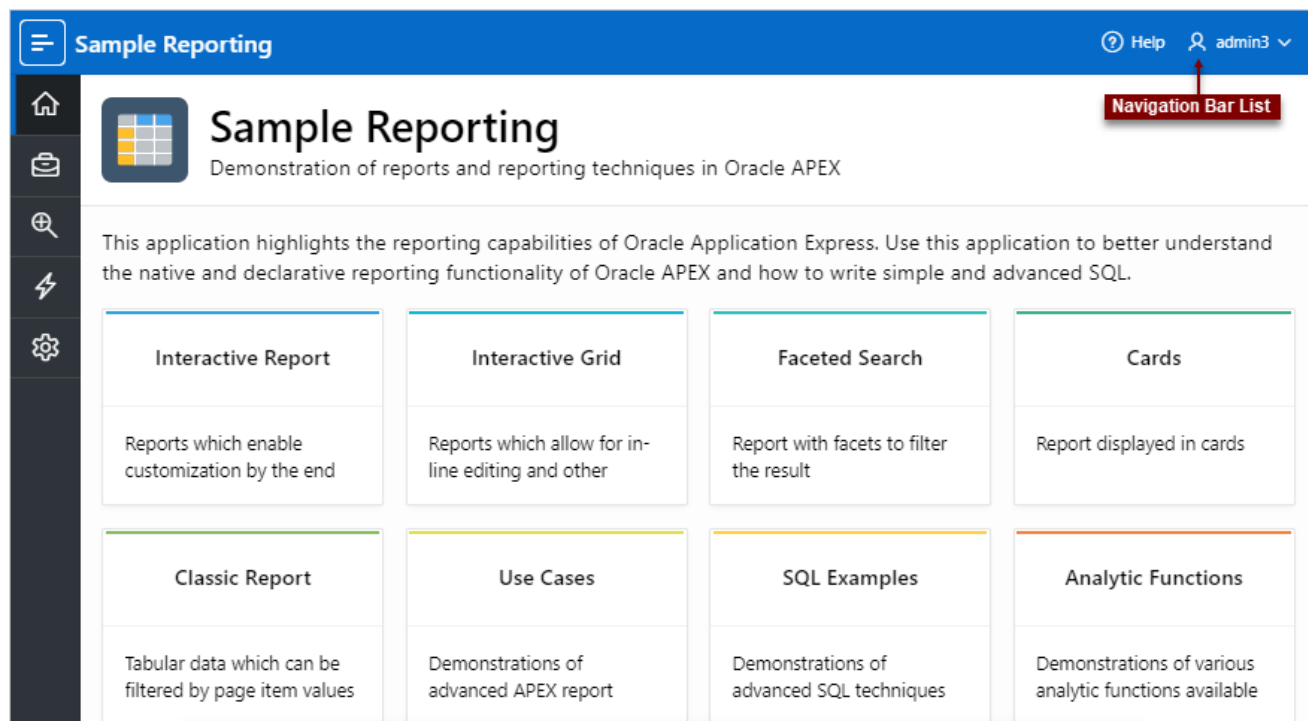 Sample Reporting
Help
admin3
Navigation Bar List
Sample Reporting
Demonstration of reports and reporting techniques in Oracle APEX
This application highlights the reporting capabilities of Oracle Application Express. Use this application to better understand
the native and declarative reporting functionality of Oracle APEX and how to write simple and advanced SQL.
Interactive Report
Reports which enable
customization by the end
Interactive Grid
Reports which allow for in-
line editing and other
Faceted Search
Report with facets to filter
the result
Cards
Report displayed in cards
Classic Report
Tabular data which can be
filtered by page item values
Use Cases
Demonstrations of
advanced APEX report
SQL Examples
Demonstrations of
advanced SQL techniques
Analytic Functions
Demonstrations of various
analytic functions available